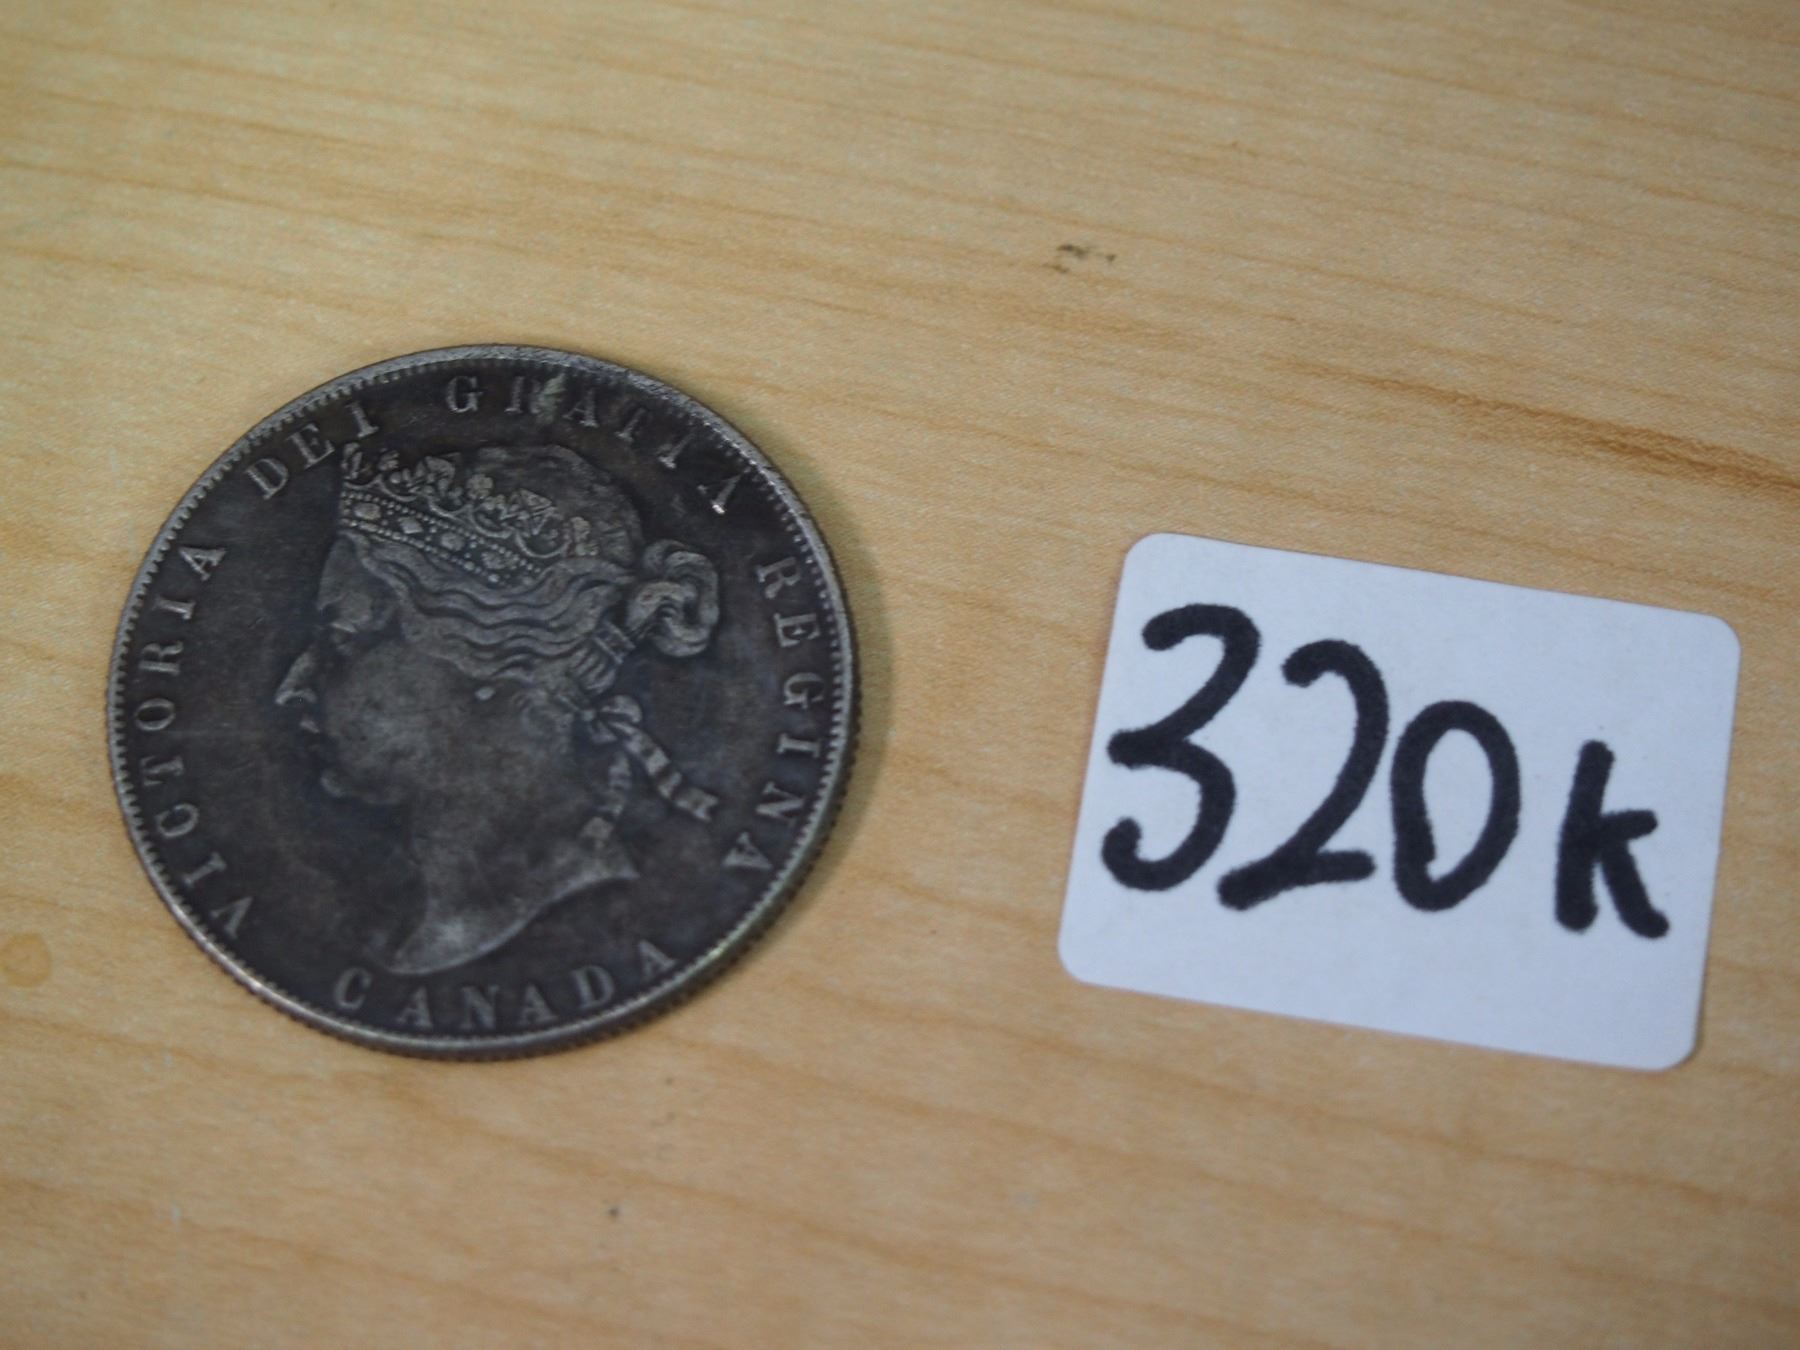 VICTORIA DEI GRATIA REGINA
CANADA
320k